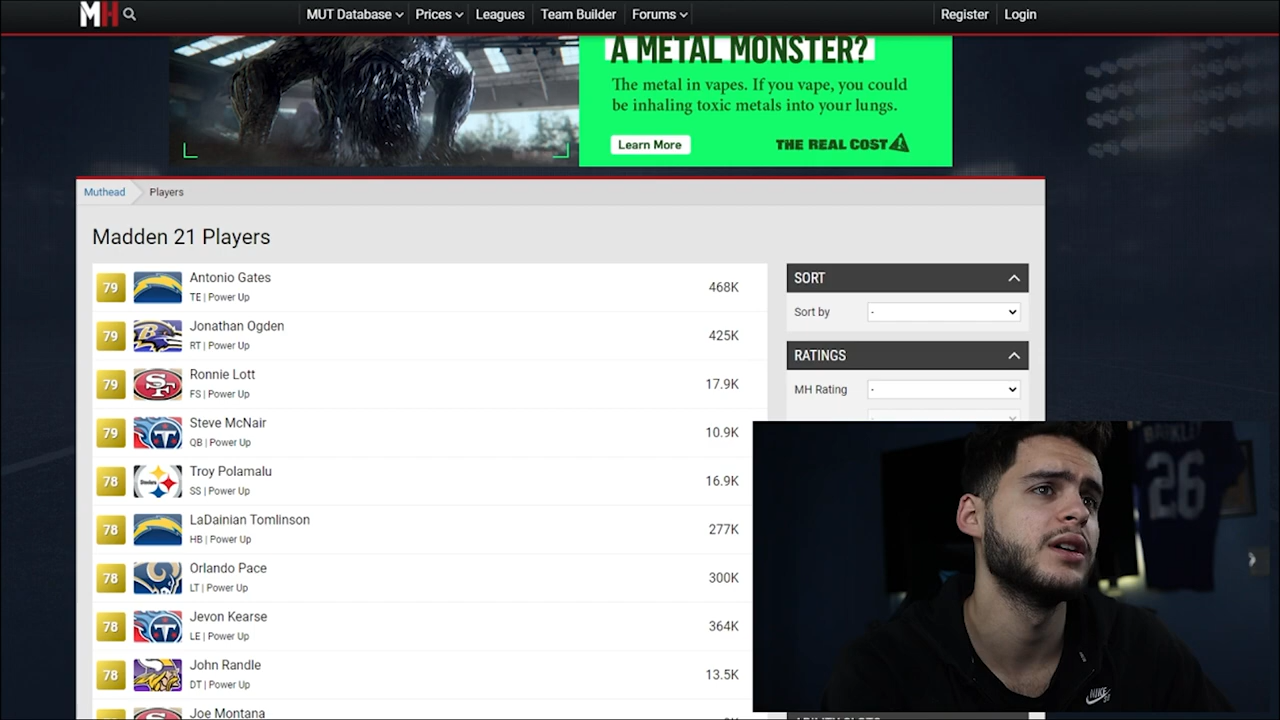 MH
MUT Database
Prices
Leagues
Team Builder
Forums
Register
Login
A METAL MONSTER?
The metal in vapes. If you vape, you could
be inhaling toxic metals into your lungs.
Learn More
THE REAL COST
Muthead
Players
Madden 21 Players
79
Antonio Gates
TE | Power Up
468K
79
Jonathan Ogden
RT | Power Up
425K
79
Ronnie Lott
FS | Power Up
17.9K
79
Steve McNair
QB | Power Up
10.9K
78
Troy Polamalu
SS | Power Up
16.9K
78
LaDainian Tomlinson
HB | Power Up
277K
78
Orlando Pace
LT | Power Up
300K
78
Jevon Kearse
LE | Power Up
364K
78
John Randle
DT | Power Up
13.5K
Joe Montana
SORT
Sort by
-
RATINGS
MH Rating
-
BARKLEY
26
NIKE